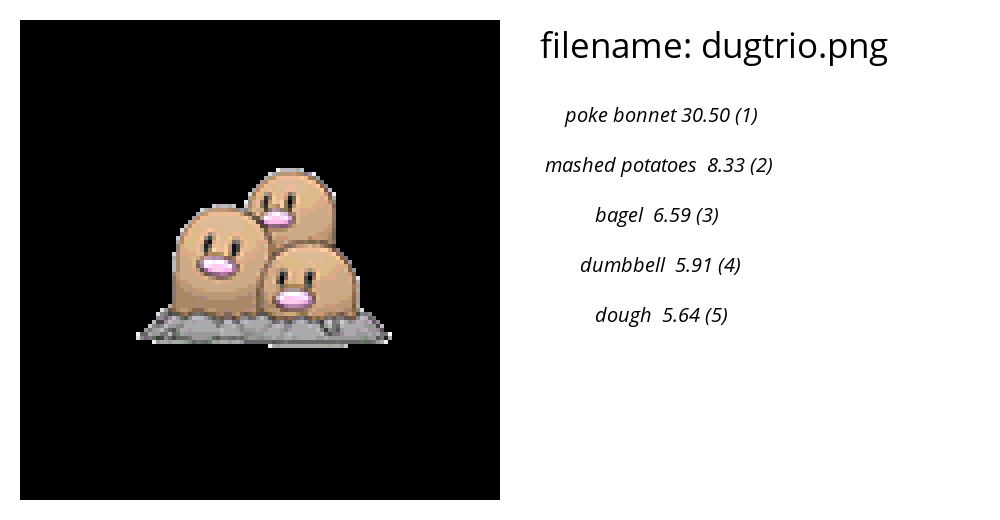 filename: dugtrio.png
poke bonnet 30.50 (1)
mashed potatoes 8.33 (2)
bagel 6.59 (3)
dumbbell 5.91 (4)
dough 5.64 (5)